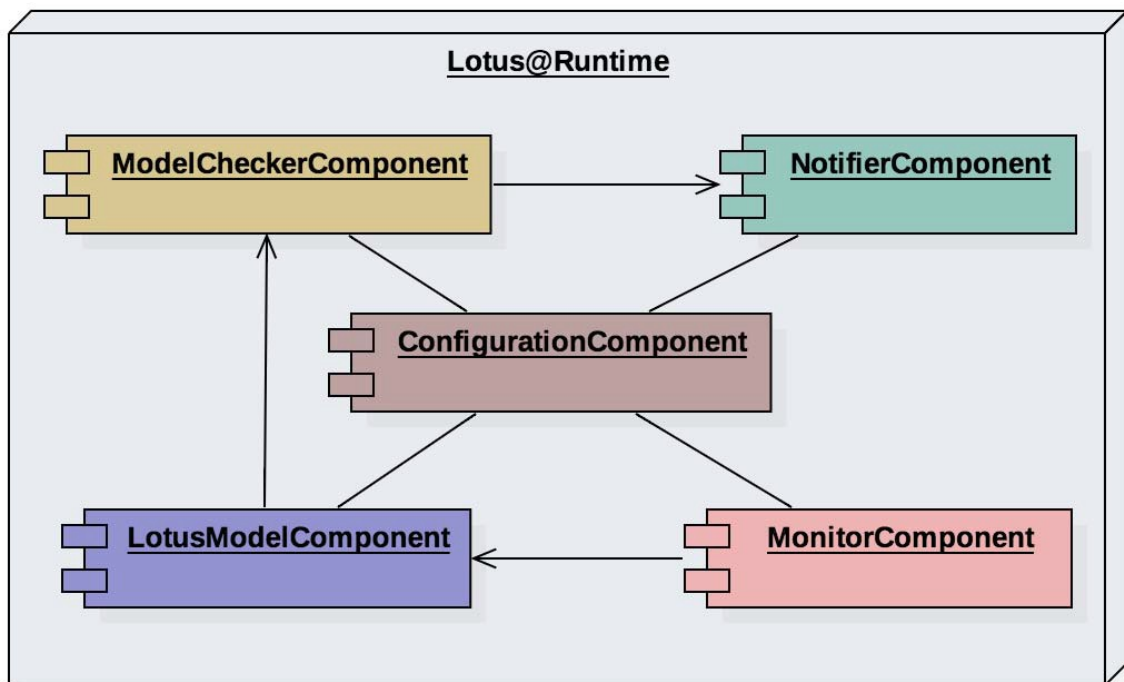 Lotus@Runtime
ModelCheckerComponent
NotifierComponent
ConfigurationComponent
LotusModelComponent
MonitorComponent